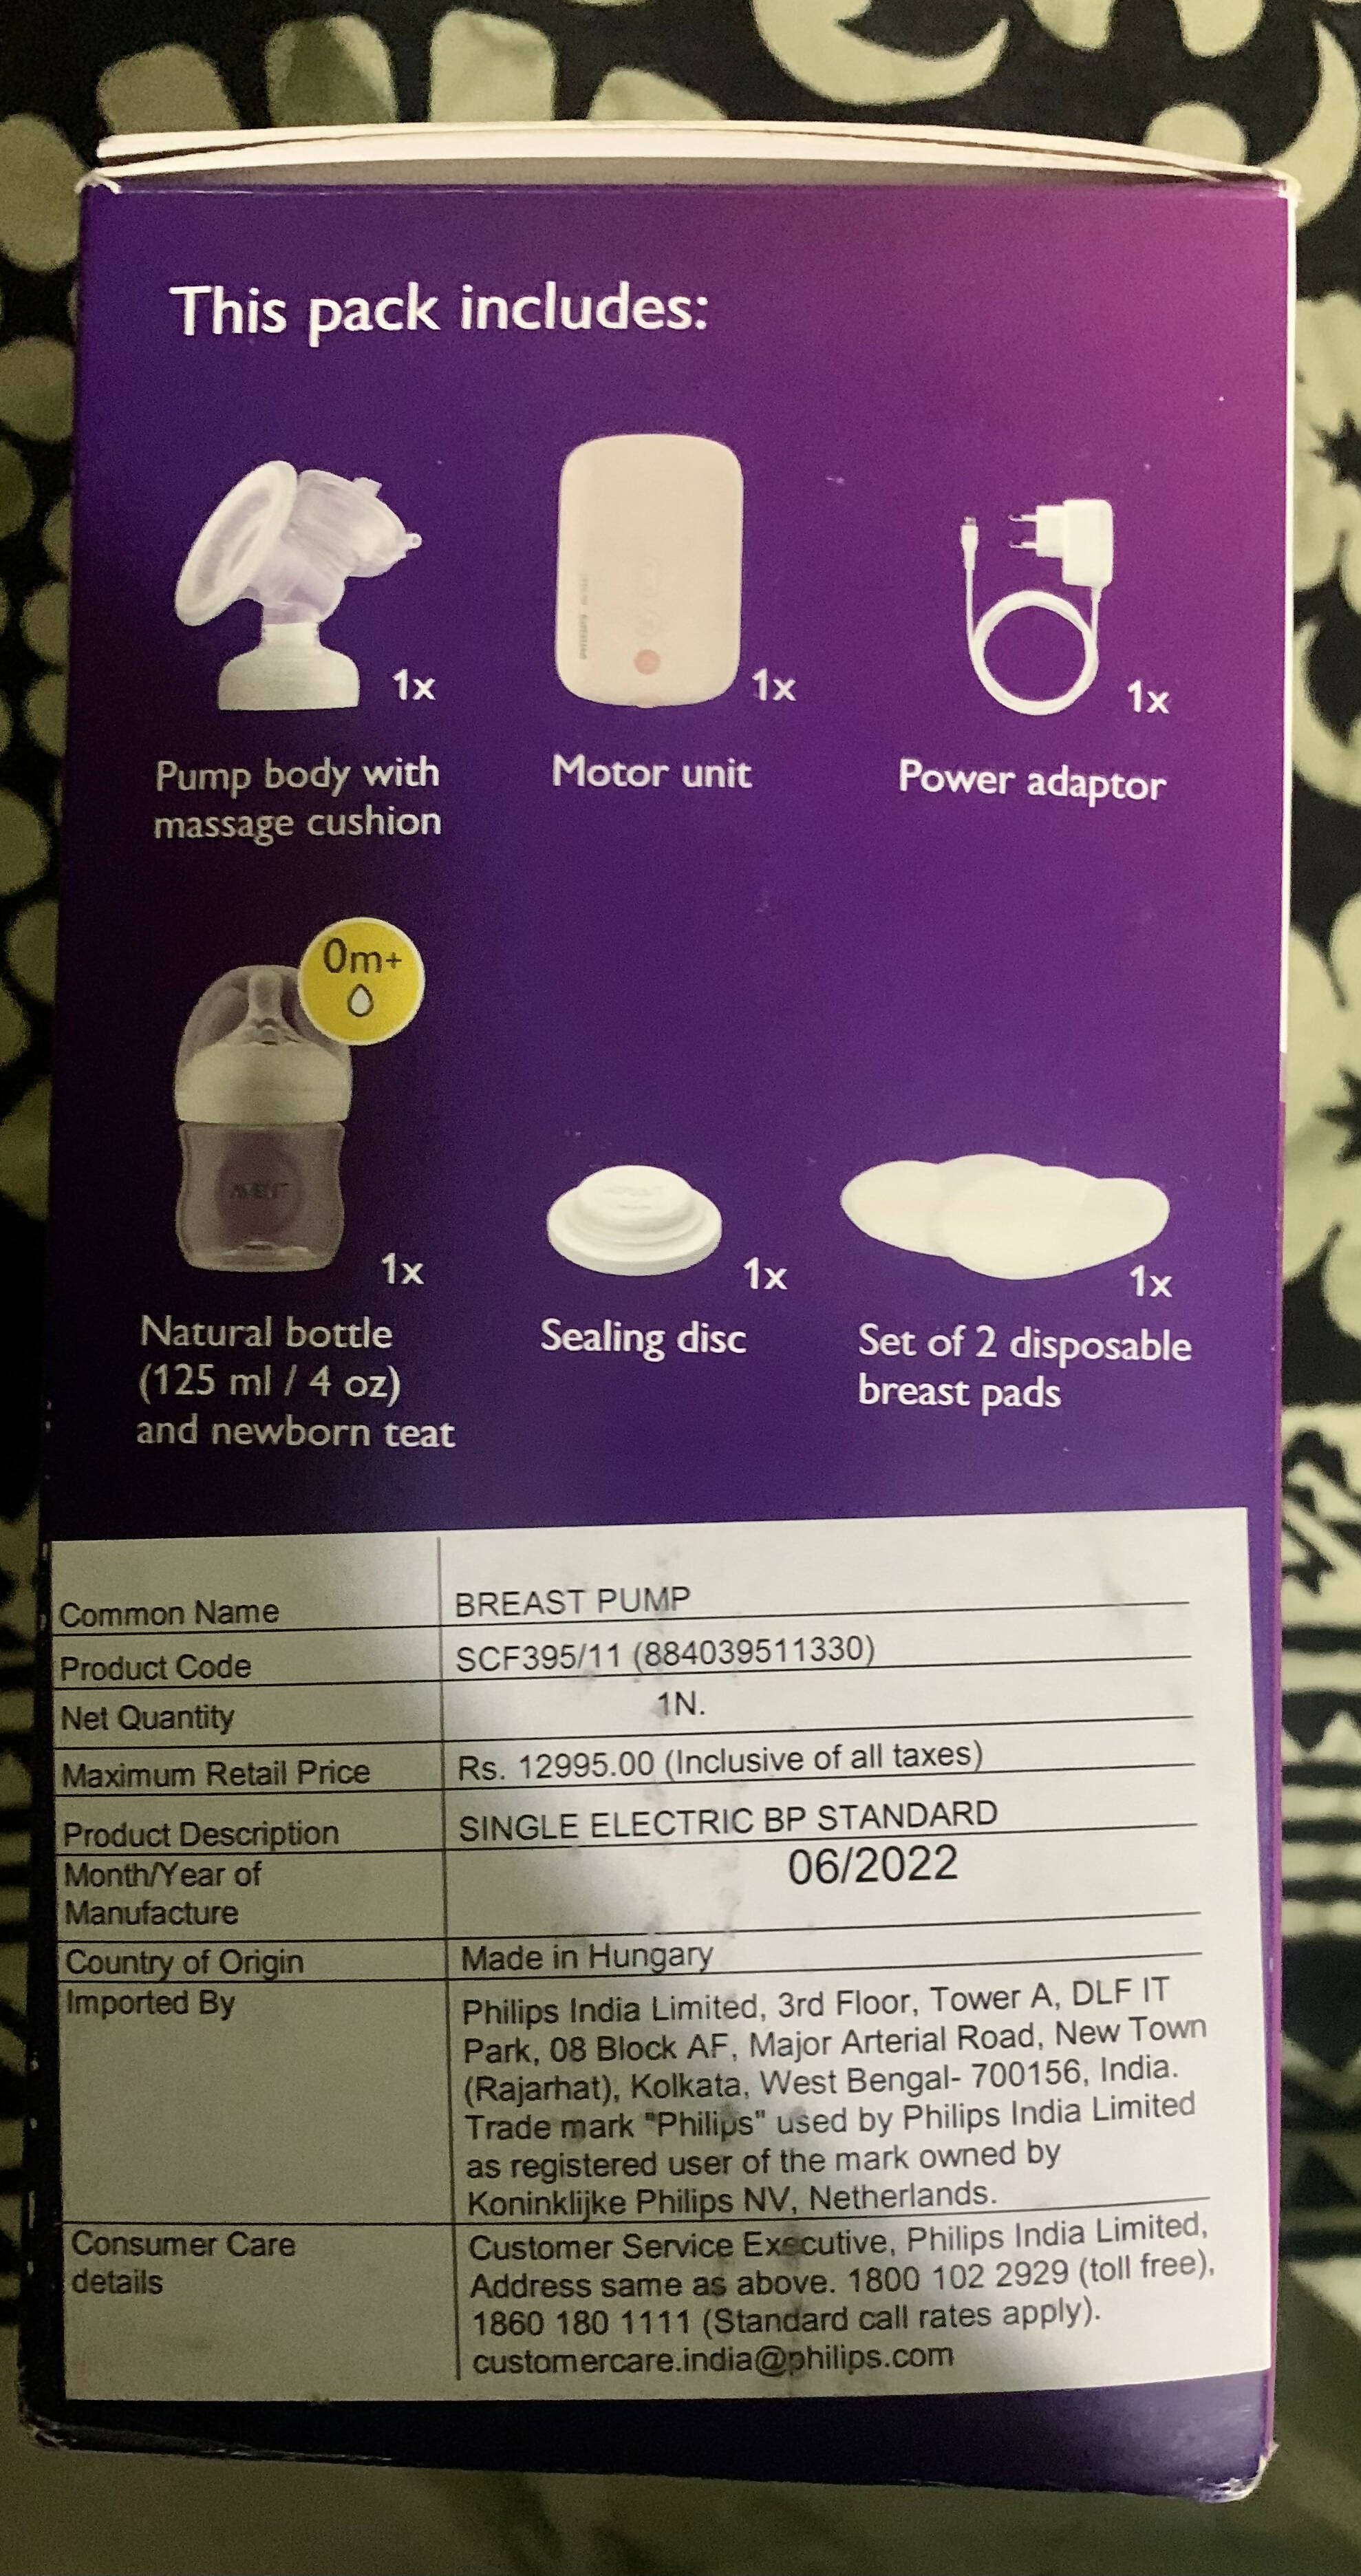 This pack includes:
1x
1x
1x
Pump body with
massage cushion
Motor unit
Power adaptor
0m+
AVENT
1x
1x
1x
Natural bottle
(125 ml / 4 oz)
and newborn teat
Sealing disc
Set of 2 disposable
breast pads
Common Name BREAST PUMP
Product Code SCF395/11 (884039511330)
Net Quantity 1N.
Maximum Retail Price Rs. 12995.00 (Inclusive of all taxes)
Product Description SINGLE ELECTRIC BP STANDARD
Month/Year of 06/2022
Manufacture
Country of Origin Made in Hungary
Imported By Philips India Limited, 3rd Floor, Tower A, DLF IT
Park, 08 Block AF, Major Arterial Road, New Town
(Rajarhat), Kolkata, West Bengal- 700156, India.
Trade mark "Philips" used by Philips India Limited
as registered user of the mark owned by
Koninklijke Philips NV, Netherlands.
Consumer Care Customer Service Executive, Philips India Limited,
details Address same as above. 1800 102 2929 (toll free),
1860 180 1111 (Standard call rates apply).
customercare.india@philips.com